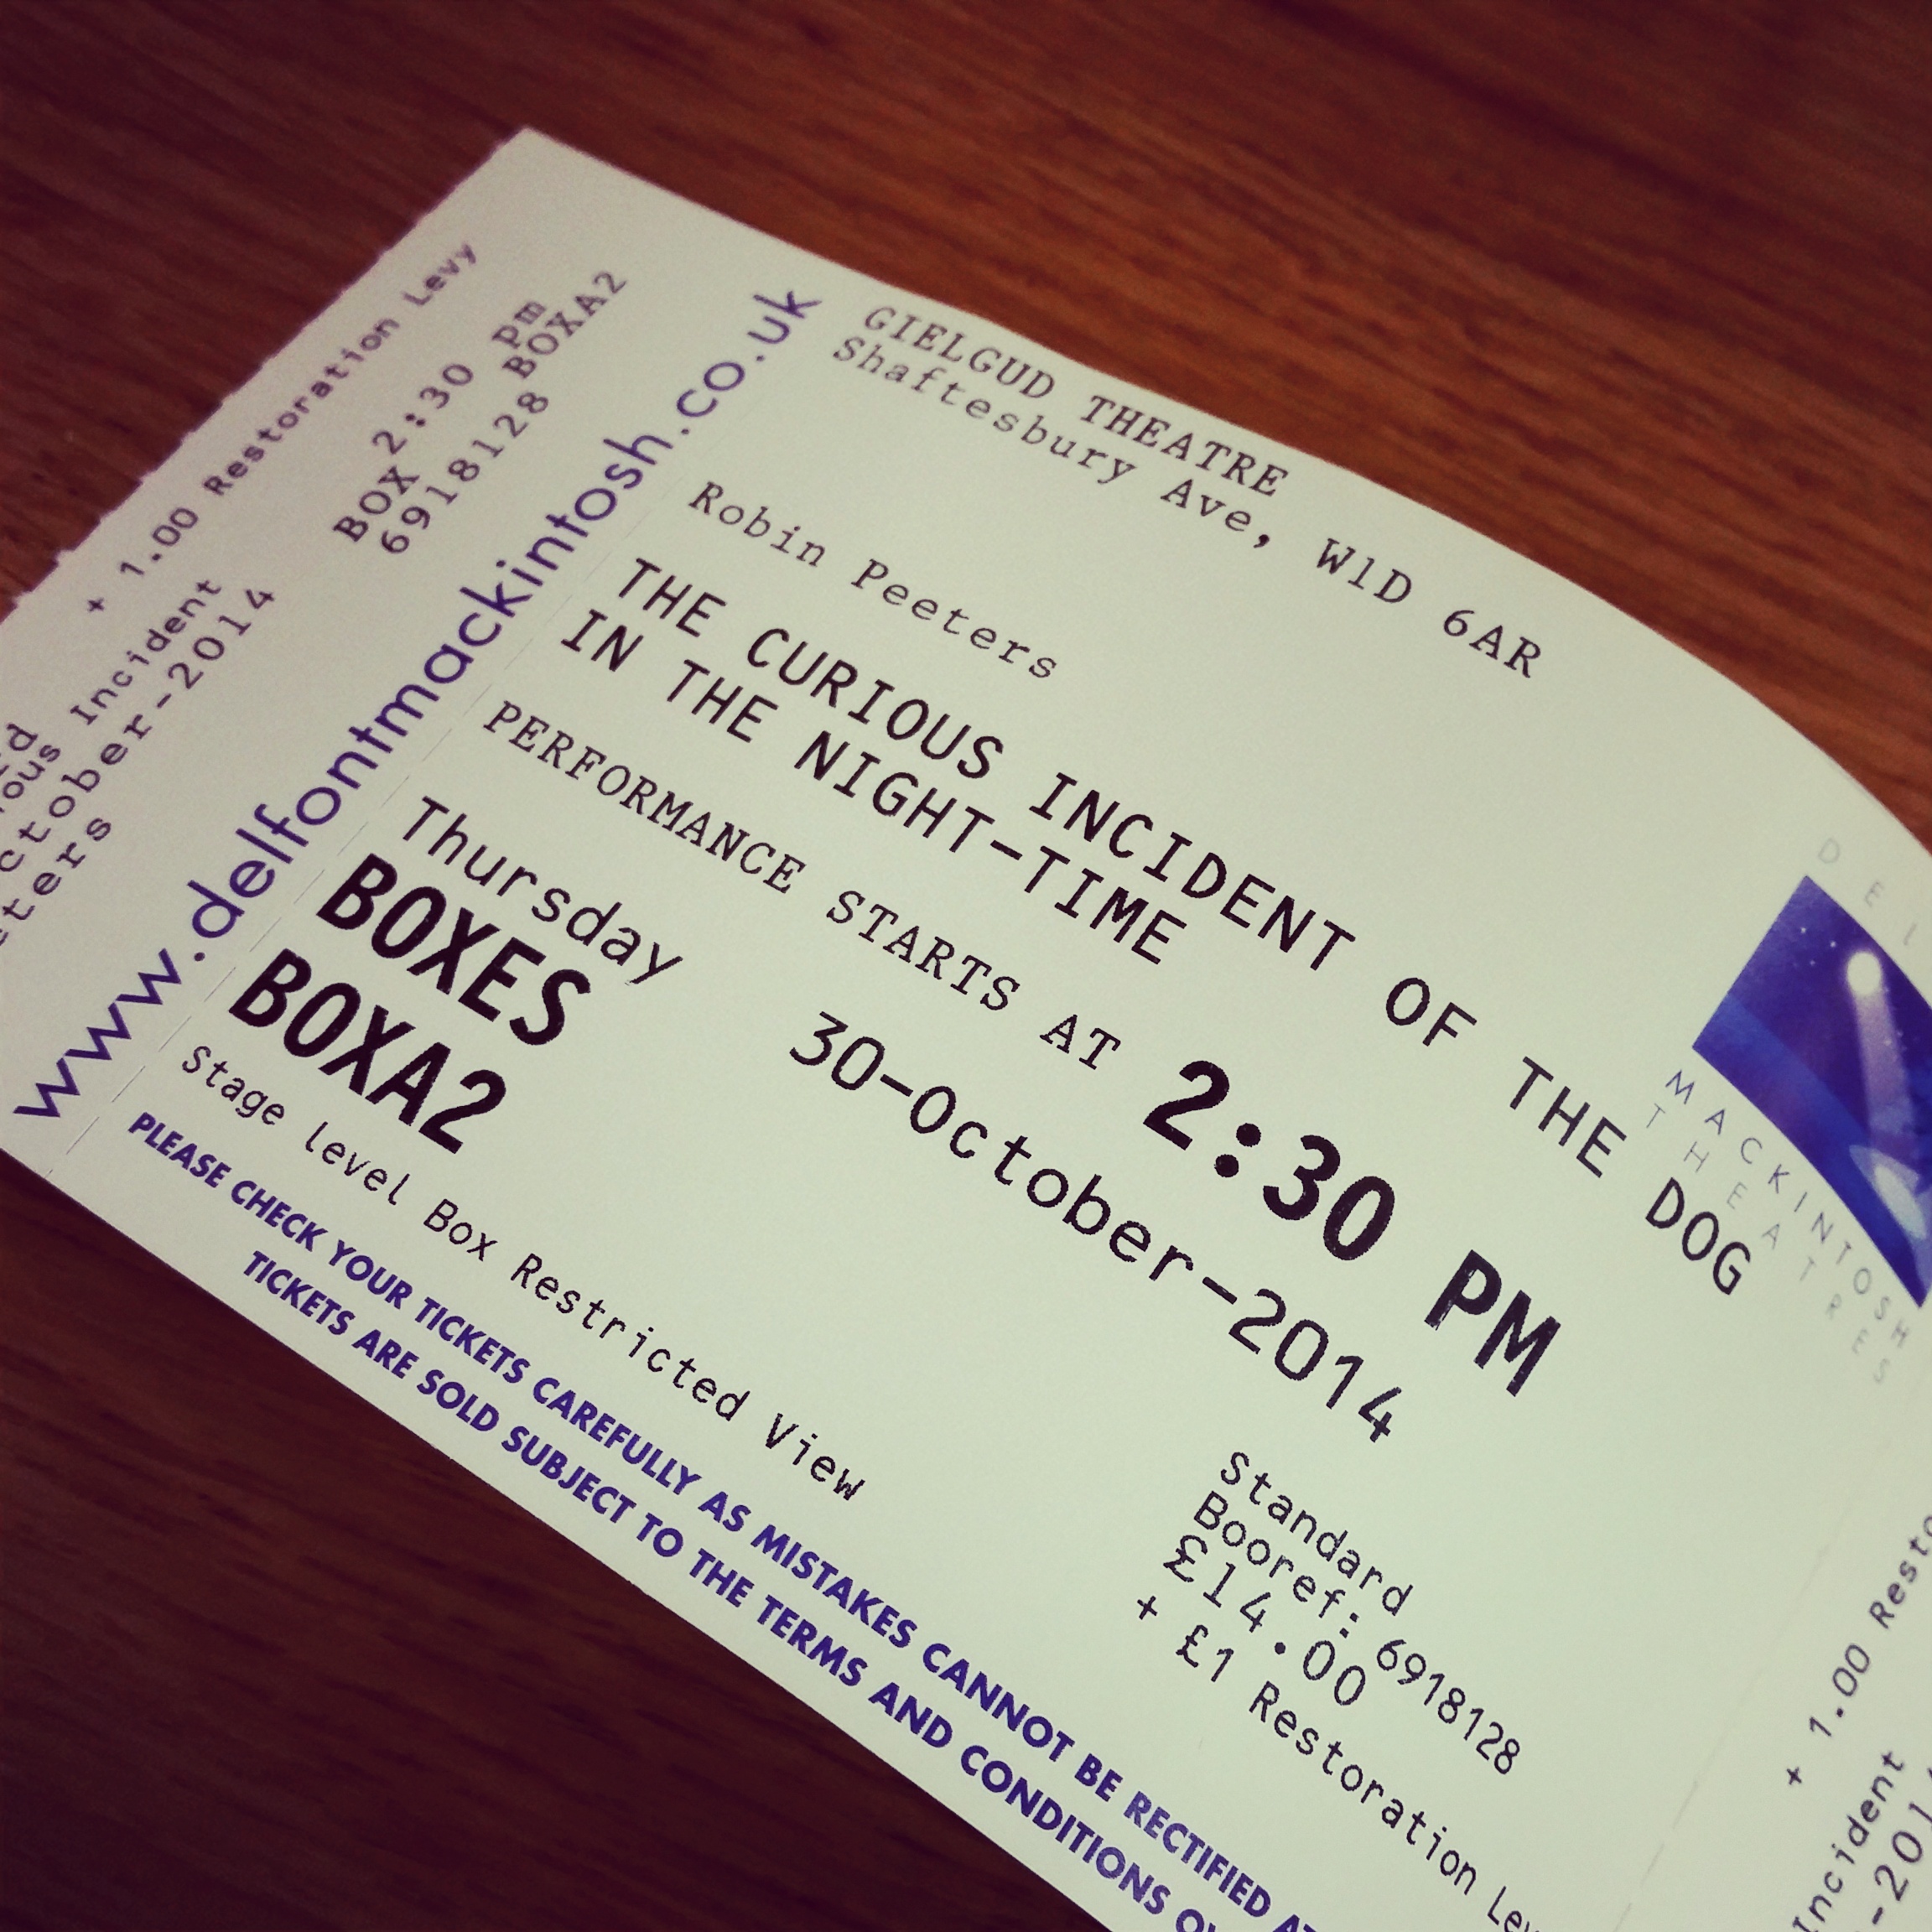 + 1.00 Restoration Levy
BOX 2:30 pm
6918128 BOXA2
Incident
2014
www.delfontmackintosh.co.uk
GIELGUD THEATRE
Shaftesbury Ave, W1D 6AR
Robin Peeters
THE CURIOUS INCIDENT OF THE DOG
IN THE NIGHT-TIME
PERFORMANCE STARTS AT 2:30 PM
Thursday 30-October-2014
BOXES
BOXA2
Stage level Box Restricted View
Standard
Booref: 6918128
£14.00
+ £1 Restoration
PLEASE CHECK YOUR TICKETS CAREFULLY AS MISTAKES CANNOT BE RECTIFIED
TICKETS ARE SOLD SUBJECT TO THE TERMS AND CONDITIONS
MACKINTOSH
THEATRES
+ 1.00
Incident